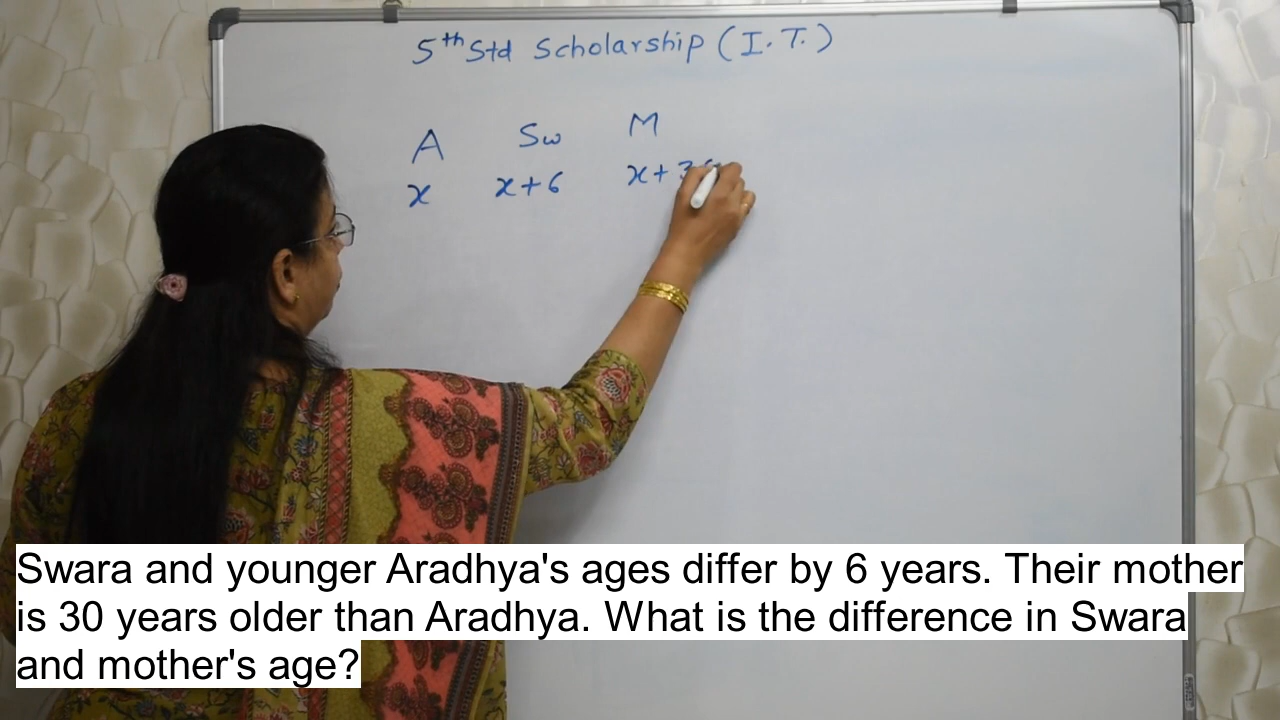 5th Std Scholarship (I.T.)
A Sw M
x x+6 x+
Swara and younger Aradhya's ages differ by 6 years. Their mother
is 30 years older than Aradhya. What is the difference in Swara
and mother's age?